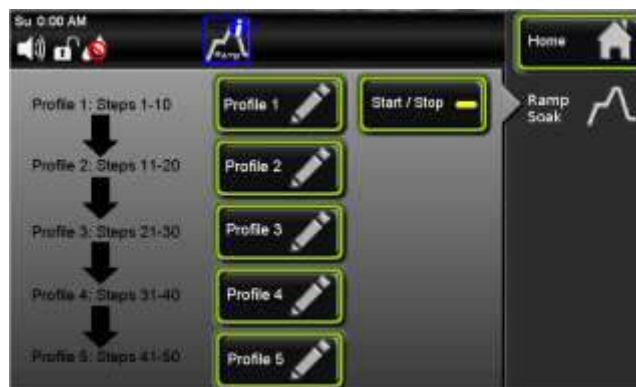 Su 0:00 AM
Ramp
Home
Profile 1: Steps 1-10
Profile 1
Start / Stop
Ramp
Soak
Profile 2: Steps 11-20
Profile 2
Profile 3: Steps 21-30
Profile 3
Profile 4: Steps 31-40
Profile 4
Profile 5: Steps 41-50
Profile 5